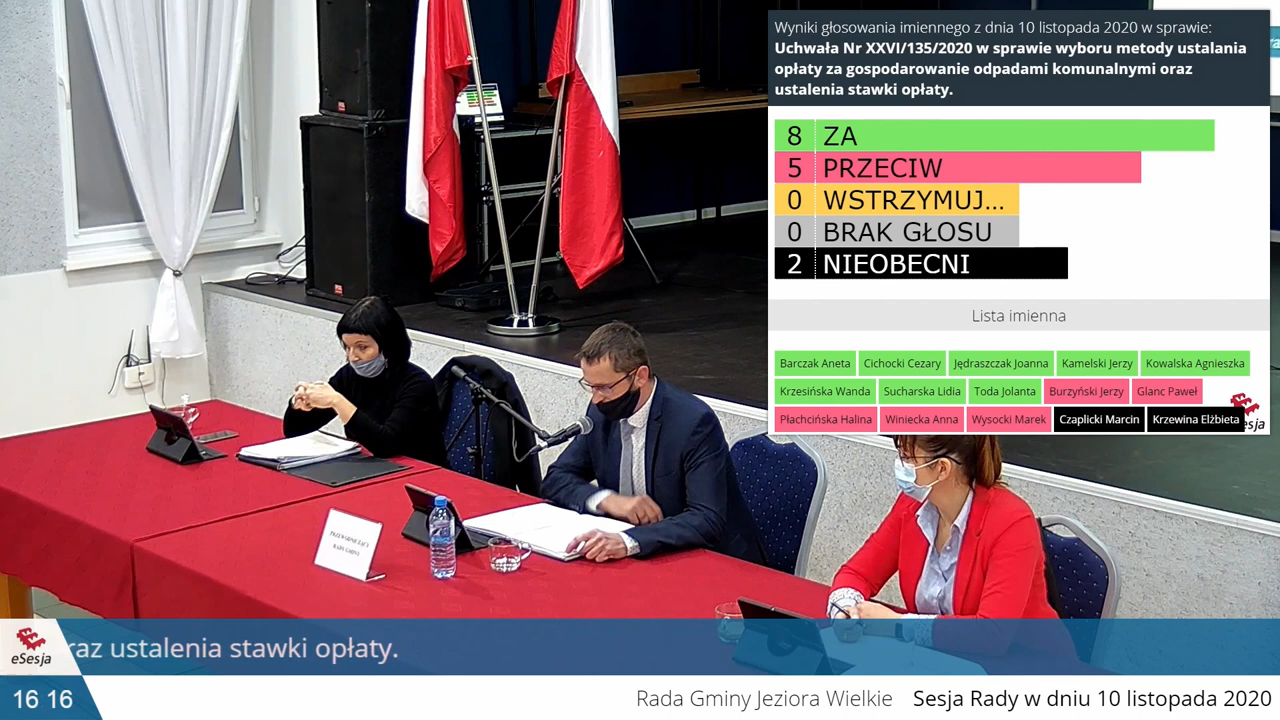 Wyniki głosowania imiennego z dnia 10 listopada 2020 w sprawie:
Uchwała Nr XXVI/135/2020 w sprawie wyboru metody ustalania
opłaty za gospodarowanie odpadami komunalnymi oraz
ustalenia stawki opłaty.
8 ZA
5 PRZECIW
0 WSTRZYMUJ...
0 BRAK GŁOSU
2 NIEOBECNI
Lista imienna
Barczak Aneta Cichocki Cezary Jędraszczak Joanna Kamelski Jerzy Kowalska Agnieszka
Krzesińska Wanda Sucharska Lidia Toda Jolanta Burzyński Jerzy Glanc Paweł
Płachcińska Halina Winiecka Anna Wysocki Marek Czaplicki Marcin Krzewina Elżbieta
PRZEWODNICZĄCY
RADY GMINY
raz ustalenia stawki opłaty.
eSesja
16 16
Rada Gminy Jeziora Wielkie Sesja Rady w dniu 10 listopada 2020